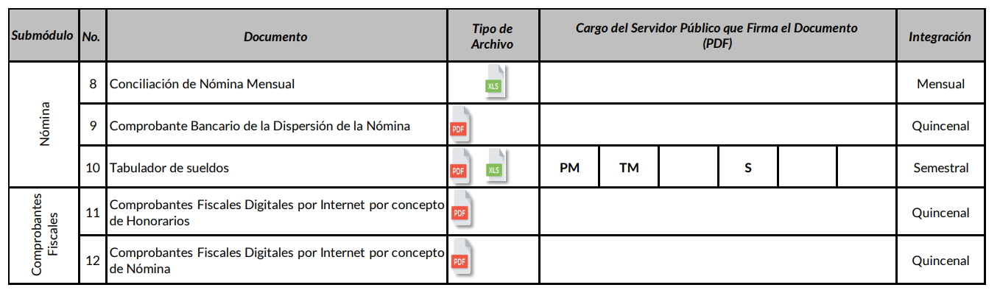 Submódulo No. Documento Tipo de Archivo Cargo del Servidor Público que Firma el Documento (PDF) Integración
Nómina
8 Conciliación de Nómina Mensual XLS Mensual
9 Comprobante Bancario de la Dispersión de la Nómina PDF Quincenal
10 Tabulador de sueldos PDF XLS PM TM S Semestral
Comprobantes
Fiscales
11 Comprobantes Fiscales Digitales por Internet por concepto
de Honorarios PDF Quincenal
12 Comprobantes Fiscales Digitales por Internet por concepto
de Nómina PDF Quincenal